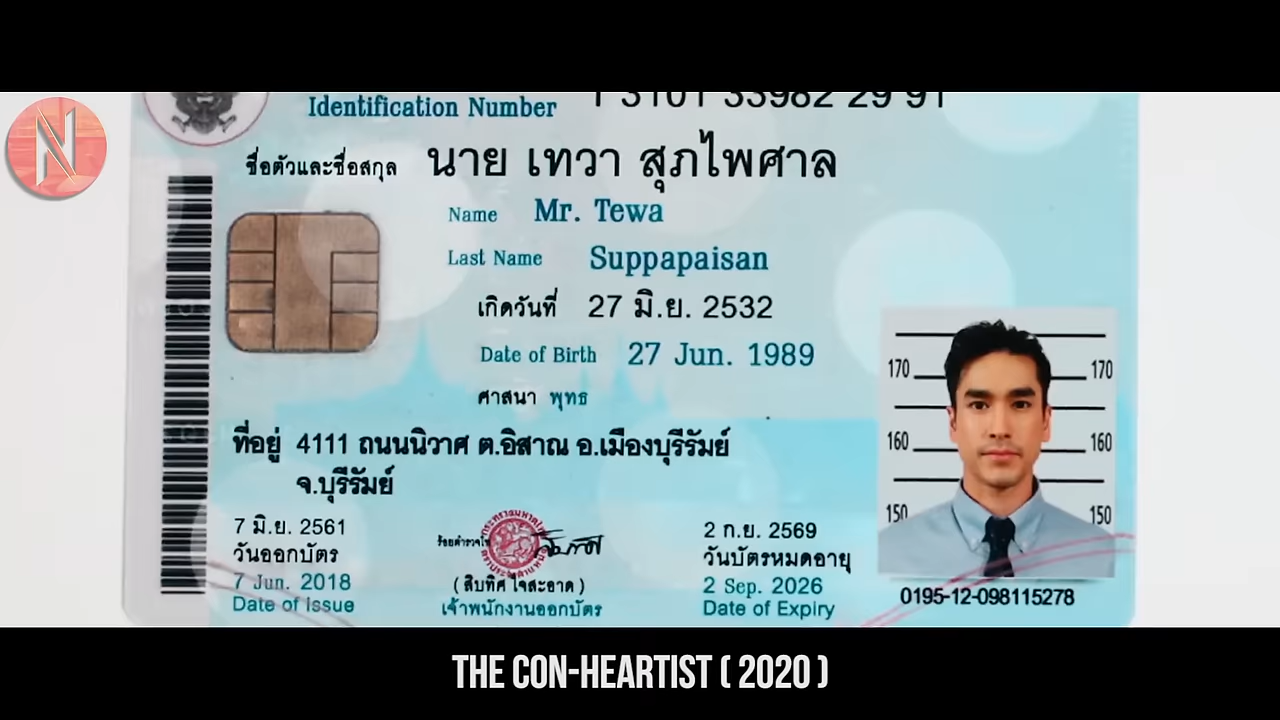 Identification Number 1 3101 33982 29 91
ชื่อตัวและชื่อสกุล นาย เทวา สุภไพศาล
Name Mr. Tewa
Last Name Suppapaisan
เกิดวันที่ 27 มิ.ย. 2532
Date of Birth 27 Jun. 1989
ศาสนา พุทธ
ที่อยู่ 4111 ถนนนิวาศ ต.อิสาณ อ.เมืองบุรีรัมย์
จ.บุรีรัมย์
7 มิ.ย. 2561
วันออกบัตร
7 Jun. 2018
Date of Issue
(สืบทิศ ใจสะอาด)
เจ้าพนักงานออกบัตร
2 ก.ย. 2569
วันบัตรหมดอายุ
2 Sep. 2026
Date of Expiry
170 170
160 160
150 150
0195-12-098115278
N
THE CON-HEARTIST ( 2020 )